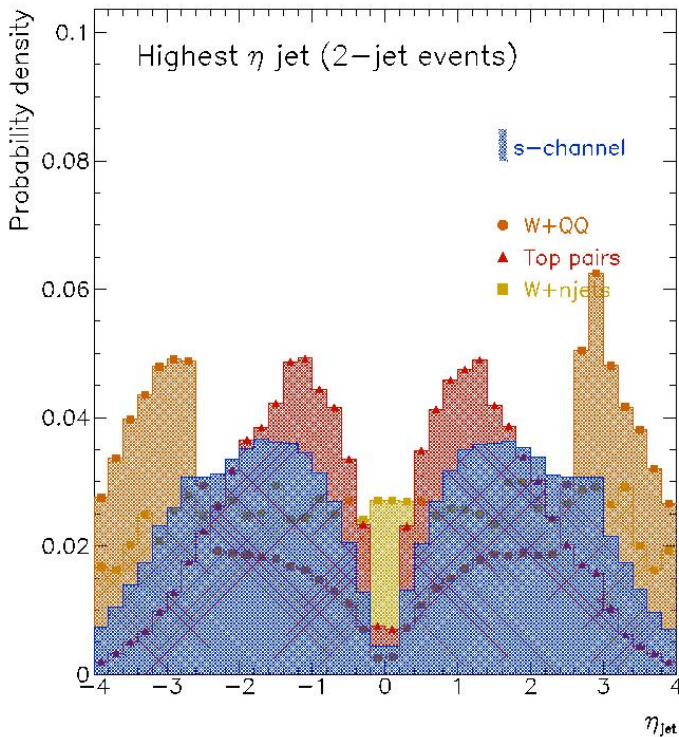 Highest η jet (2-jet events)
Probability density
0.1
0.08
0.06
0.04
0.02
0
s-channel
W+QQ
Top pairs
W+njets
-4 -3 -2 -1 0 1 2 3 4
η_jet